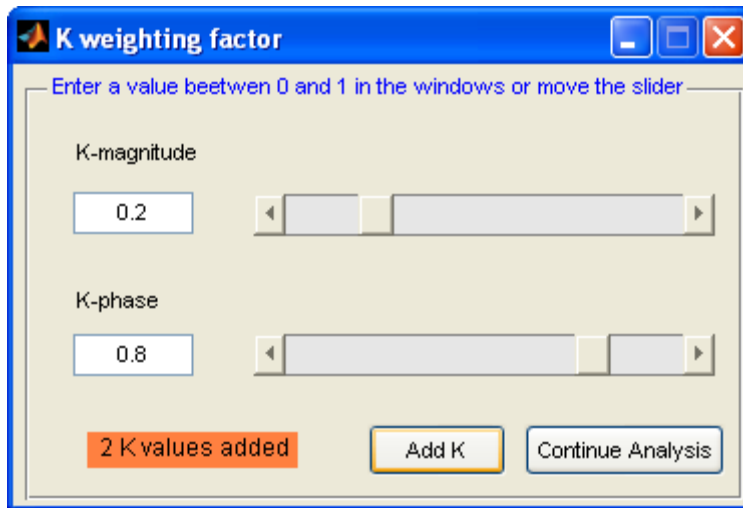 K weighting factor
Enter a value beetwen 0 and 1 in the windows or move the slider
K-magnitude
0.2
K-phase
0.8
2 K values added
Add K
Continue Analysis